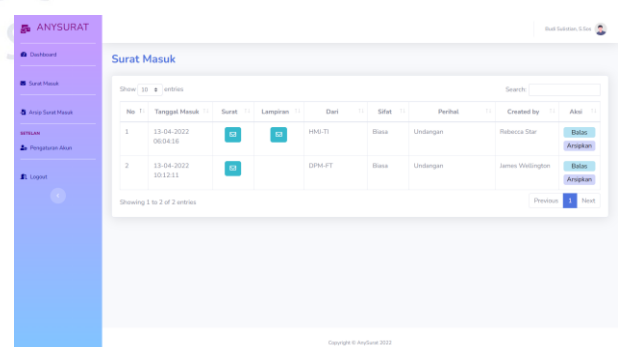 ANYSURAT
Budi Sulistian, S.Sos
Dashboard
Surat Masuk
Arsip Surat Masuk
SETELAN
Pengaturan Akun
Logout
Surat Masuk
Show 10 entries
Search:
No Tanggal Masuk Surat Lampiran Dari Sifat Perihal Created by Aksi
1 13-04-2022 06:04:16 HMJ-TI Biasa Undangan Rebecca Star Balas Arsipkan
2 13-04-2022 10:12:11 DPM-FT Biasa Undangan James Wellington Balas Arsipkan
Showing 1 to 2 of 2 entries
Previous 1 Next
Copyright © AnySurat 2022